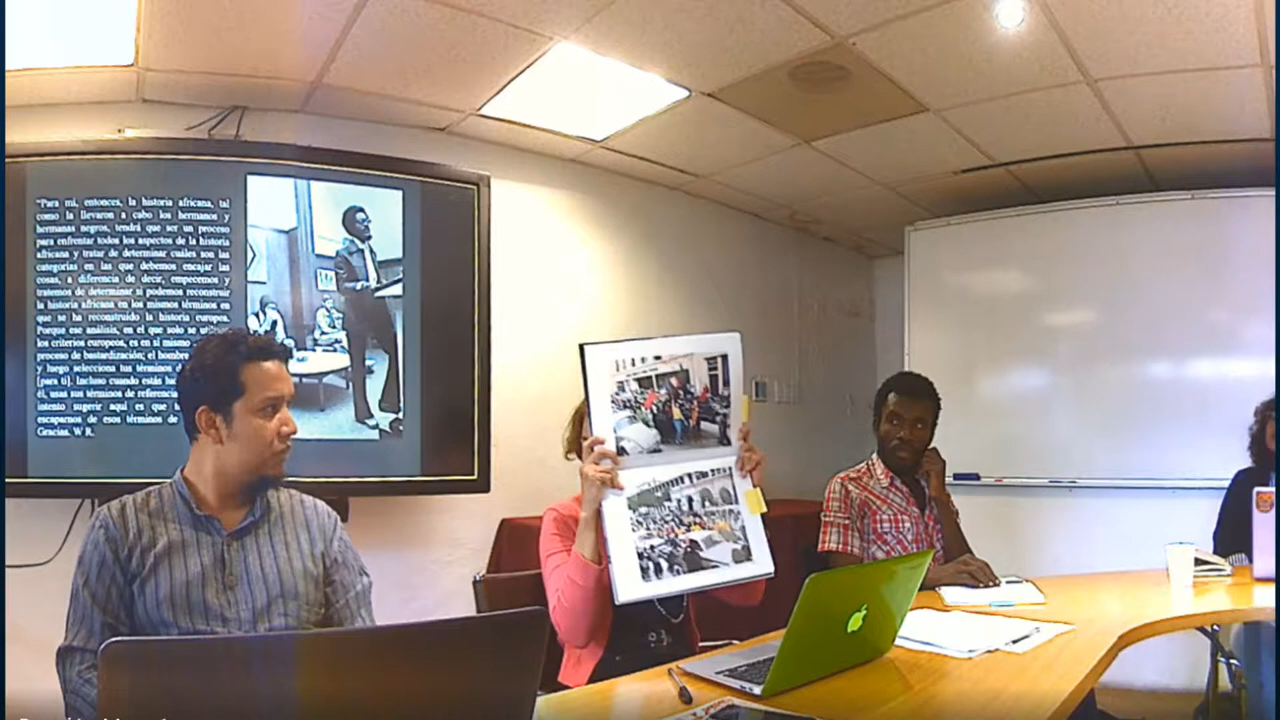 "Para mí, entonces, la historia africana, tal
como la llevaron a cabo los hermanos y
hermanas negros, tendrá que ser un proceso
para enfrentar todos los aspectos de la historia
africana y tratar de determinar cuáles son las
categorías en las que debemos encajar las
cosas, a diferencia de decir, empecemos y
tratemos de determinar si podemos reconstruir
la historia africana en los mismos términos en
que se ha reconstruido la historia europea.
Porque ese análisis, en el que solo se
los criterios europeos, es en sí mismo
proceso de bastardización; el hombre
y luego selecciona tus términos
[para ti]. Incluso cuando estás
él, usas sus términos de referencia
intento sugerir aquí es que
escaparnos de esos términos de
Gracias. W R.